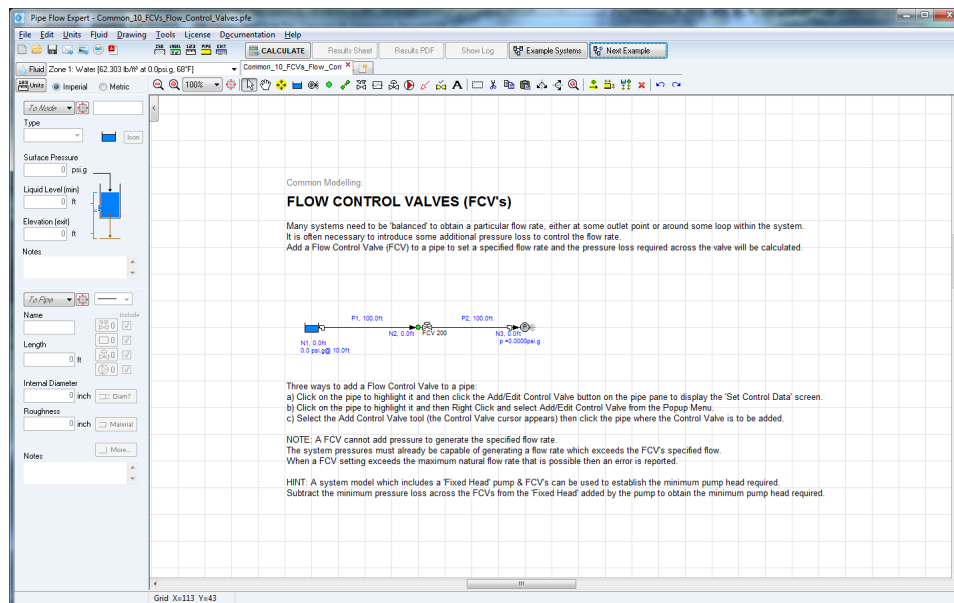 Pipe Flow Expert - Common_10_FCVs_Flow_Control_Valves.pfe
File Edit Units Fluid Drawing Tools License Documentation Help
CALCULATE Results Sheet Results PDF Show Log Example Systems Next Example
Fluid Zone 1: Water [62.303 lb/ft³ at 0.0psi.g, 68°F] Common_10_FCVs_Flow_Con
Units Imperial Metric 100%
To Node
Type
Icon
Surface Pressure
0 psi.g
Liquid Level (min)
0 ft
Elevation (exit)
0 ft
Notes
To Pipe
Name Include
0
Length 0
0 ft 0
0
Internal Diameter
0 inch Diam?
Roughness
0 inch Material
Notes More..
Common Modelling:
FLOW CONTROL VALVES (FCV's)
Many systems need to be 'balanced' to obtain a particular flow rate, either at some outlet point or around some loop within the system.
It is often necessary to introduce some additional pressure loss to control the flow rate.
Add a Flow Control Valve (FCV) to a pipe to set a specified flow rate and the pressure loss required across the valve will be calculated.
P1, 100.0ft P2, 100.0ft
N2, 0.0ft FCV 200 N3, 0.0ft
N1, 0.0ft p =0.0000psi.g
0.0 psi.g@ 10.0ft
Three ways to add a Flow Control Valve to a pipe:
a) Click on the pipe to highlight it and then click the Add/Edit Control Valve button on the pipe pane to display the 'Set Control Data' screen.
b) Click on the pipe to highlight it and then Right Click and select Add/Edit Control Valve from the Popup Menu.
c) Select the Add Control Valve tool (the Control Valve cursor appears) then click the pipe where the Control Valve is to be added.
NOTE: A FCV cannot add pressure to generate the specified flow rate.
The system pressures must already be capable of generating a flow rate which exceeds the FCV's specified flow.
When a FCV setting exceeds the maximum natural flow rate that is possible then an error is reported.
HINT: A system model which includes a 'Fixed Head' pump & FCV's can be used to establish the minimum pump head required.
Subtract the minimum pressure loss across the FCVs from the 'Fixed Head' added by the pump to obtain the minimum pump head required.
Grid X=113 Y=43